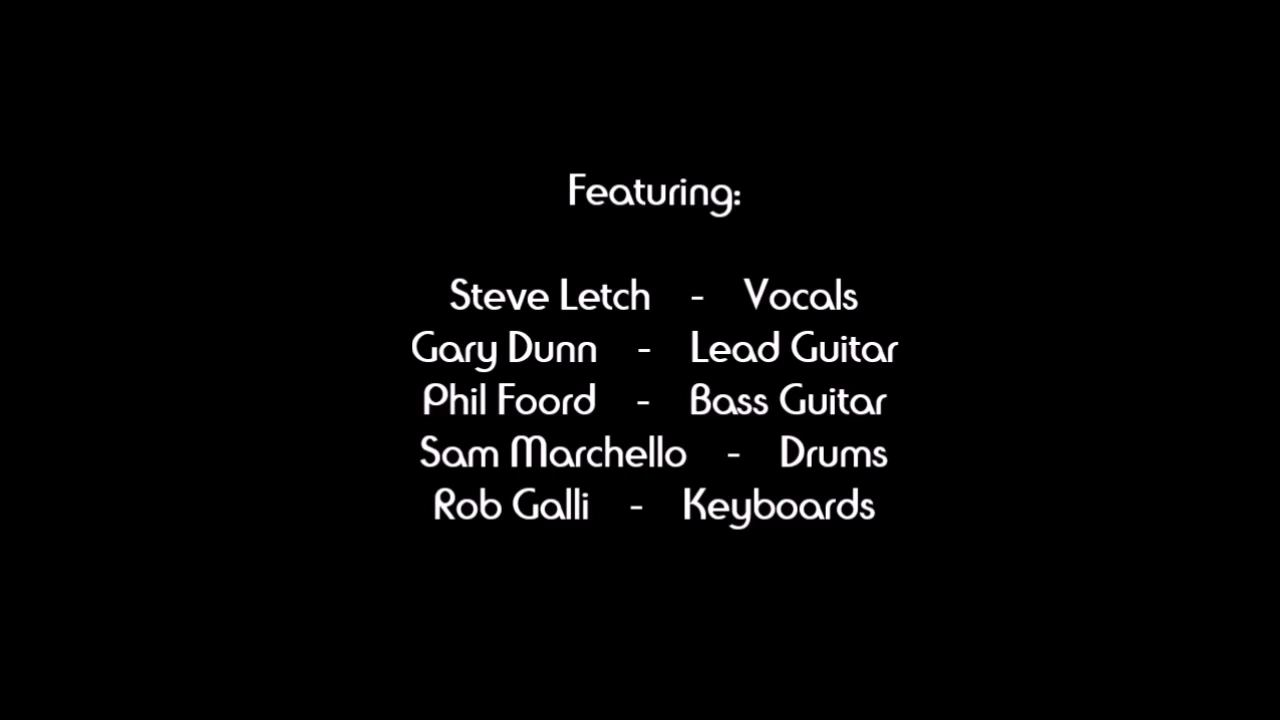 Featuring:
Steve Letch - Vocals
Gary Dunn - Lead Guitar
Phil Foord - Bass Guitar
Sam Marchello - Drums
Rob Galli - Keyboards